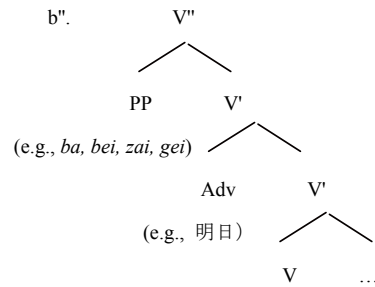 b". V"
PP V'
(e.g., ba, bei, zai, gei)
Adv V'
(e.g., 明日)
V ...